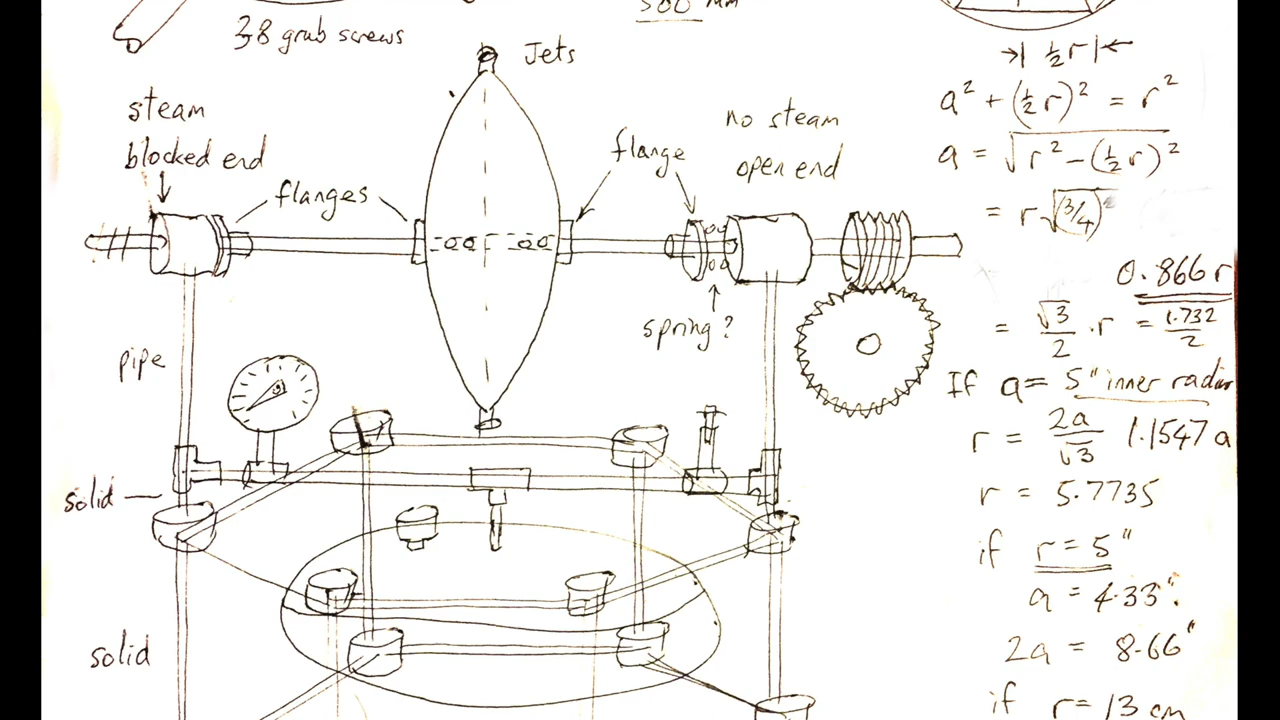 500 mm
38 grub screws
Jets
steam
blocked end
flanges
flange
no steam
open end
spring?
pipe
solid
solid
→| ½r |←
a² + (½r)² = r²
a = √r² - (½r)²
= r√(3/4)
0.866 r
= √3/2 . r = 1.732/2
If a = 5" inner radius
r = 2a/√3 1.1547 a
r = 5.7735
if r = 5"
a = 4.33".
2a = 8.66"
if r = 13 cm